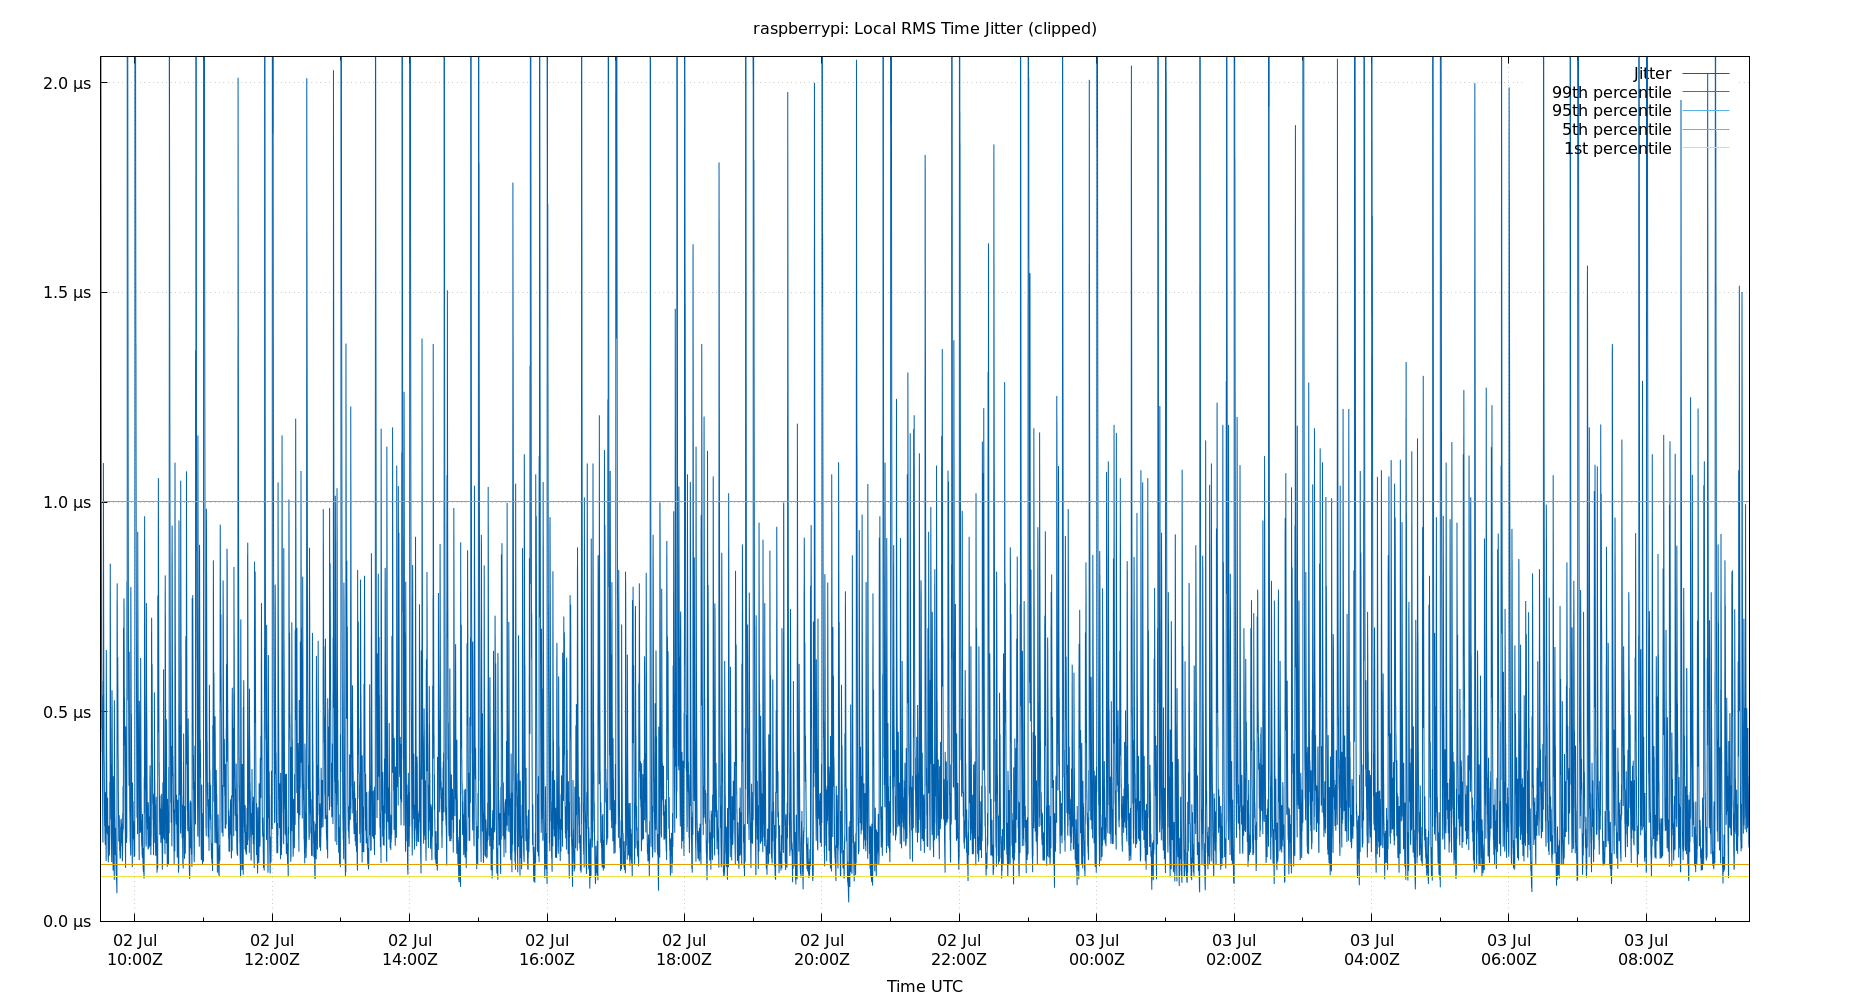 raspberrypi: Local RMS Time Jitter (clipped)
2.0 µs
1.5 µs
1.0 µs
0.5 µs
0.0 µs
Jitter
99th percentile
95th percentile
5th percentile
1st percentile
02 Jul 02 Jul 02 Jul 02 Jul 02 Jul 02 Jul 02 Jul 03 Jul 03 Jul 03 Jul 03 Jul 03 Jul
10:00Z 12:00Z 14:00Z 16:00Z 18:00Z 20:00Z 22:00Z 00:00Z 02:00Z 04:00Z 06:00Z 08:00Z
Time UTC